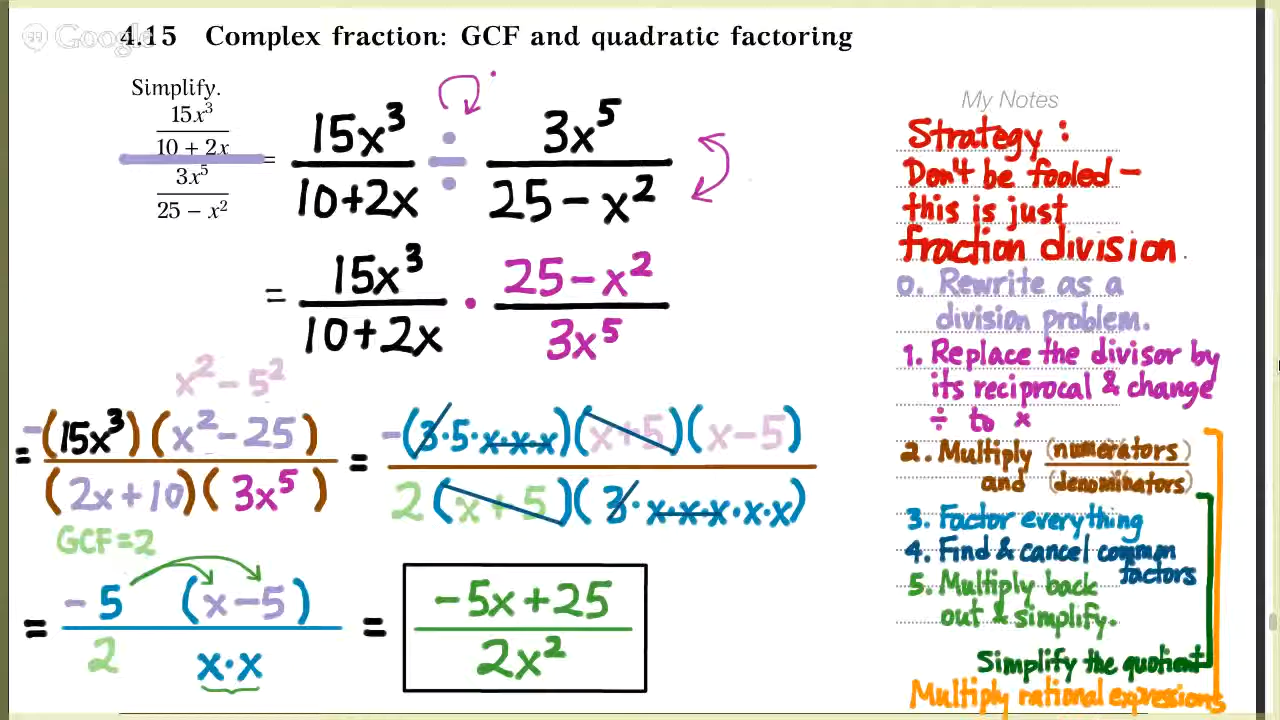 Google
4.15 Complex fraction: GCF and quadratic factoring
Simplify.
15x³
10 + 2x
3x⁵
25 − x²
= 15x³/10+2x ÷ 3x⁵/25−x²
= 15x³/10+2x · 25−x²/3x⁵
x²−5²
= −(15x³)(x²−25)/(2x+10)(3x⁵) = −(3·5·x·x·x)(x+5)(x−5)/2(x+5)(3·x·x·x·x·x)
GCF=2
= −5(x−5)/2 x·x = −5x+25/2x²
My Notes
Strategy:
Don't be fooled –
this is just
fraction division.
0. Rewrite as a
division problem.
1. Replace the divisor by
its reciprocal & change
÷ to ×
2. Multiply (numerators)
and (denominators)
3. Factor everything
4. Find & cancel common
factors
5. Multiply back
out & simplify.
Simplify the quotient
Multiply rational expressions